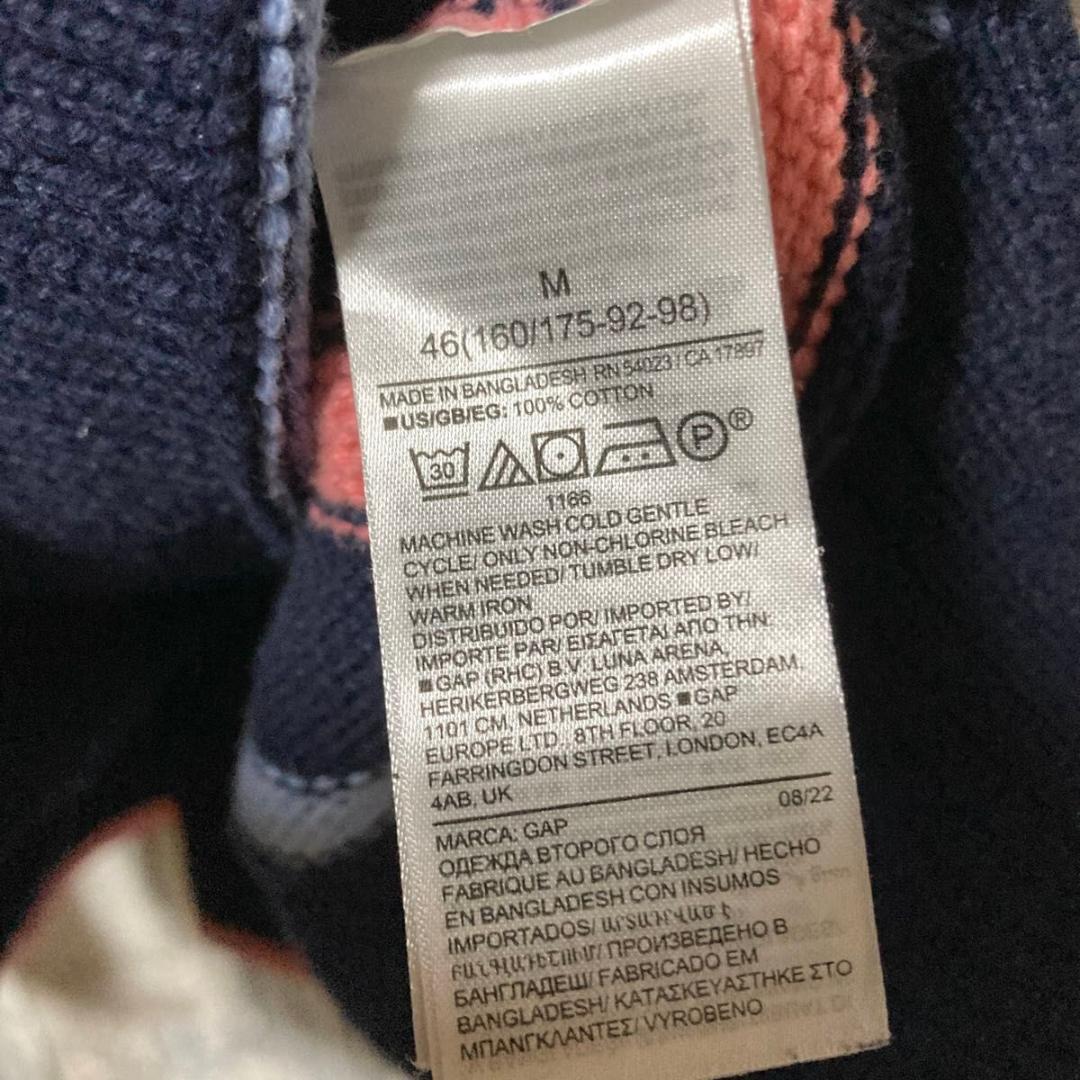 M
46(160/175-92-98)
MADE IN BANGLADESH RN 54023 / CA 17897
■US/GB/EG: 100% COTTON
30 P ®
1166
MACHINE WASH COLD GENTLE
CYCLE/ ONLY NON-CHLORINE BLEACH
WHEN NEEDED/ TUMBLE DRY LOW/
WARM IRON
DISTRIBUIDO POR/ IMPORTED BY/
IMPORTE PAR/ ΕΙΣΑΓΕΤΑΙ ΑΠΟ ΤΗΝ:
■GAP (RHC) B.V. LUNA ARENA,
HERIKERBERGWEG 238 AMSTERDAM,
1101 CM, NETHERLANDS ■GAP
EUROPE LTD., 8TH FLOOR, 20
FARRINGDON STREET, LONDON, EC4A
4AB, UK
08/22
MARCA: GAP
ОДЕЖДА ВТОРОГО СЛОЯ
FABRIQUE AU BANGLADESH/ HECHO
EN BANGLADESH CON INSUMOS
IMPORTADOS/ ԱՐՏԱԴՐՎԱԾ Է
ԲԱՆԳԼԱԴԵՇՈՒՄ/ ПРОИЗВЕДЕНО В
БАНГЛАДЕШ/ FABRICADO EM
BANGLADESH/ ΚΑΤΑΣΚΕΥΑΣΤΗΚΕ ΣΤΟ
ΜΠΑΝΓΚΛΑΝΤΕΣ/ VYROBENO